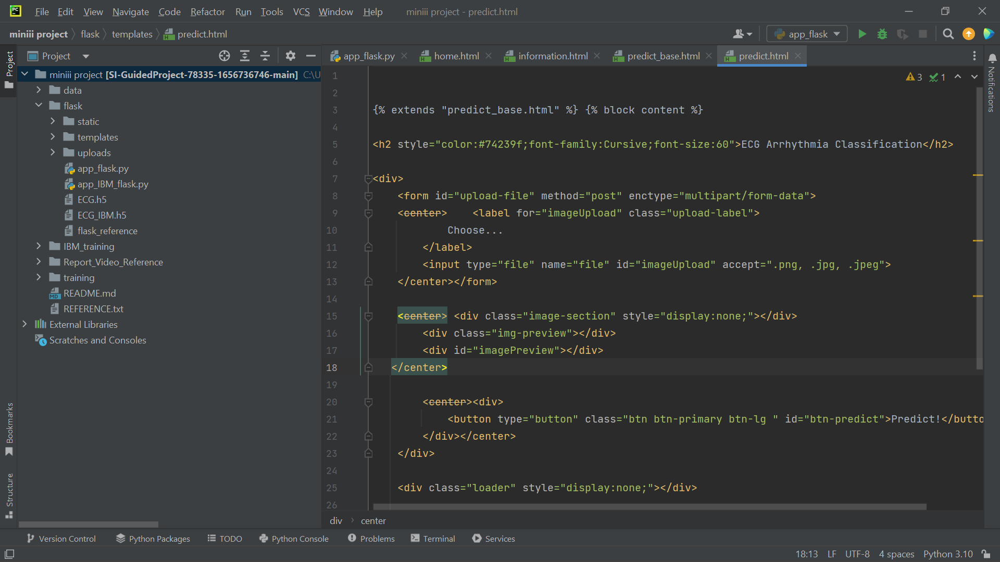 PC
File Edit View Navigate Code Refactor Run Tools VCS Window Help miniii project - predict.html
miniii project flask templates predict.html app_flask
Project
app_flask.py home.html information.html predict_base.html predict.html
Project
Notifications
Bookmarks
Structure
miniii project [SI-GuidedProject-78335-1656736746-main] C:\U
data
flask
static
templates
uploads
app_flask.py
app_IBM_flask.py
ECG.h5
ECG_IBM.h5
flask_reference
IBM_training
Report_Video_Reference
training
README.md
REFERENCE.txt
External Libraries
Scratches and Consoles
3 1
1
2
3 {% extends "predict_base.html" %} {% block content %}
4
5 <h2 style="color:#74239f;font-family:Cursive;font-size:60">ECG Arrhythmia Classification</h2>
6
7 <div>
8 <form id="upload-file" method="post" enctype="multipart/form-data">
9 <center> <label for="imageUpload" class="upload-label">
10 Choose...
11 </label>
12 <input type="file" name="file" id="imageUpload" accept=".png, .jpg, .jpeg">
13 </center></form>
14
15 <center> <div class="image-section" style="display:none;"></div>
16 <div class="img-preview"></div>
17 <div id="imagePreview"></div>
18 </center>
19
20 <center><div>
21 <button type="button" class="btn btn-primary btn-lg " id="btn-predict">Predict!</butto
22 </div></center>
23 </div>
24
25 <div class="loader" style="display:none;"></div>
26
div center
Version Control Python Packages TODO Python Console Problems Terminal Services
18:13 LF UTF-8 4 spaces Python 3.10